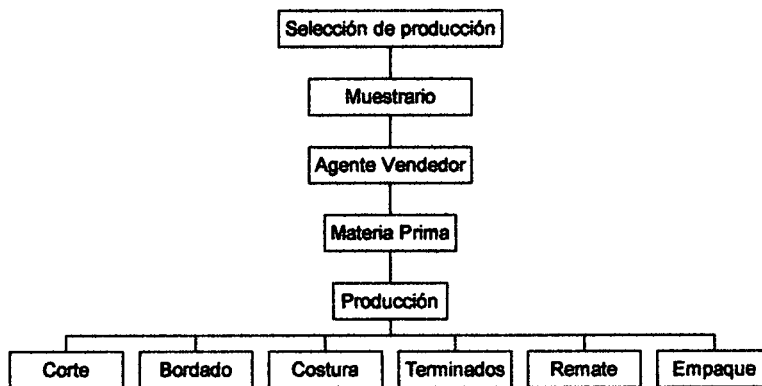 Selección de producción
Muestrario
Agente Vendedor
Materia Prima
Producción
Corte
Bordado
Costura
Terminados
Remate
Empaque